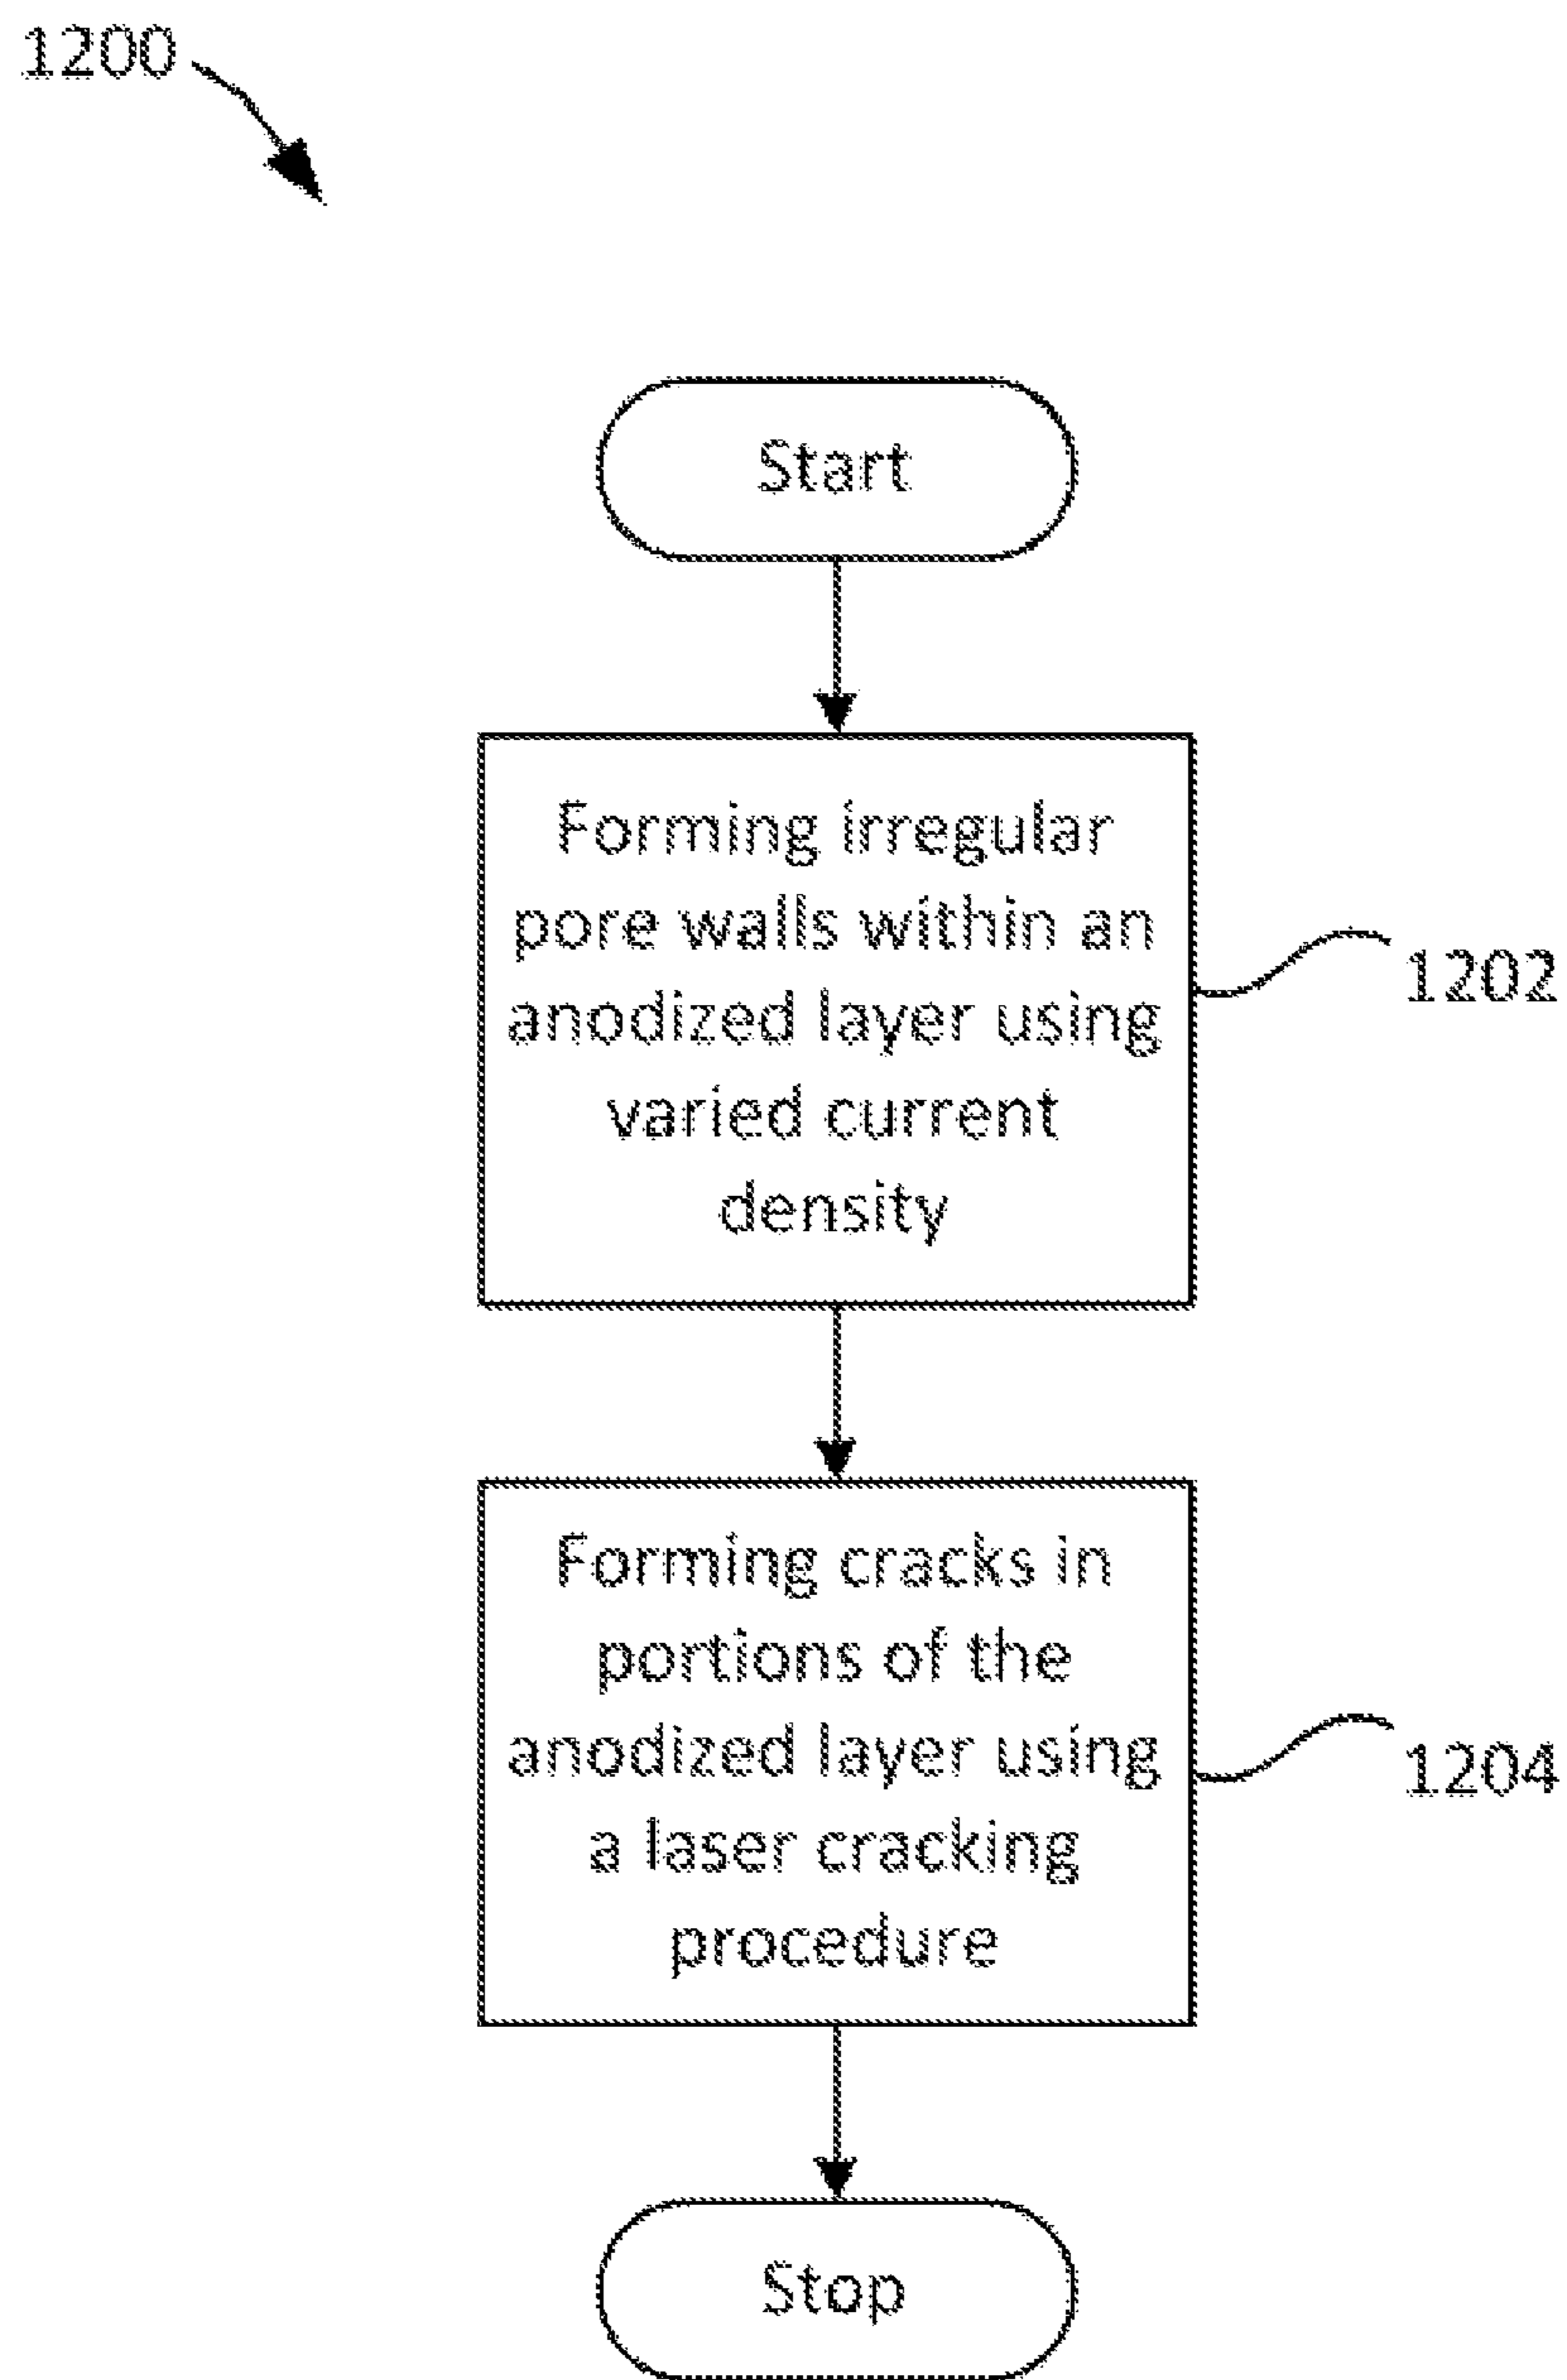 1200
Start
Forming irregular
pore walls within an
anodized layer using
varied current
density
1202
Forming cracks in
portions of the
anodized layer using
a laser cracking
procedure
1204
Stop